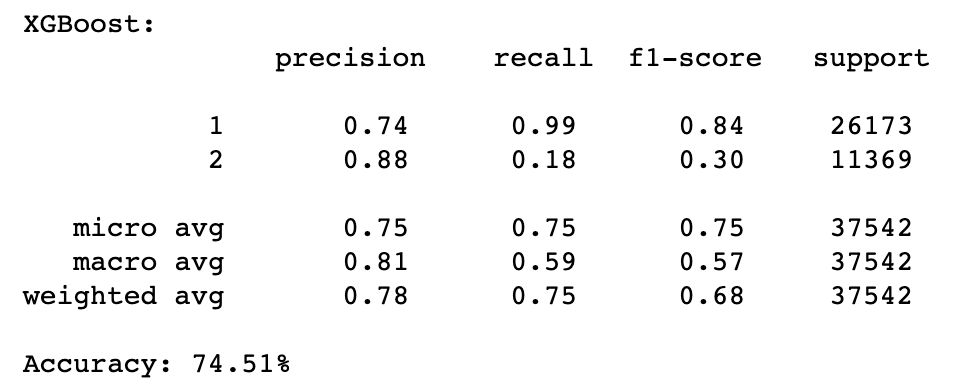 XGBoost:
precision recall f1-score support
1 0.74 0.99 0.84 26173
2 0.88 0.18 0.30 11369
micro avg 0.75 0.75 0.75 37542
macro avg 0.81 0.59 0.57 37542
weighted avg 0.78 0.75 0.68 37542
Accuracy: 74.51%